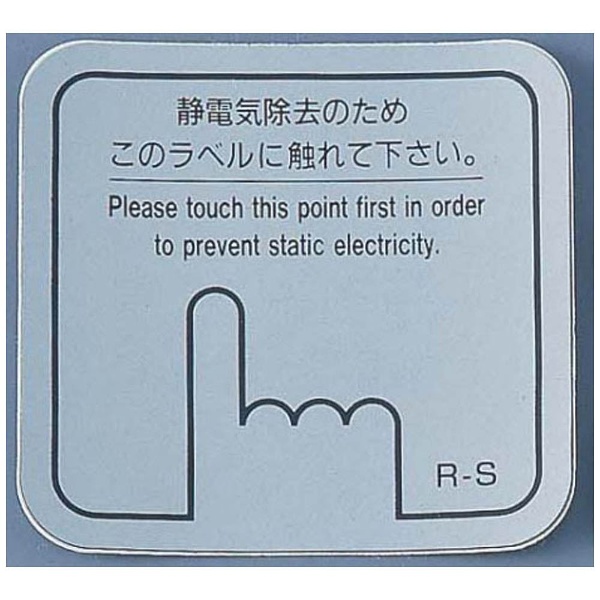 静電気除去のため
このラベルに触れて下さい。
Please touch this point first in order
to prevent static electricity.
R-S